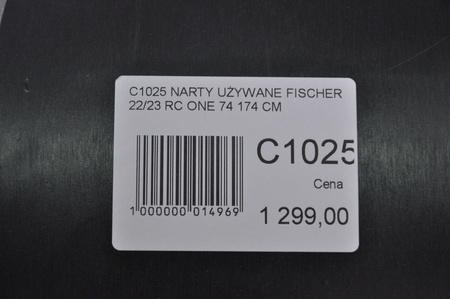 C1025 NARTY UŻYWANE FISCHER
22/23 RC ONE 74 174 CM
C1025
Cena
1 299,00
1 000000 014969